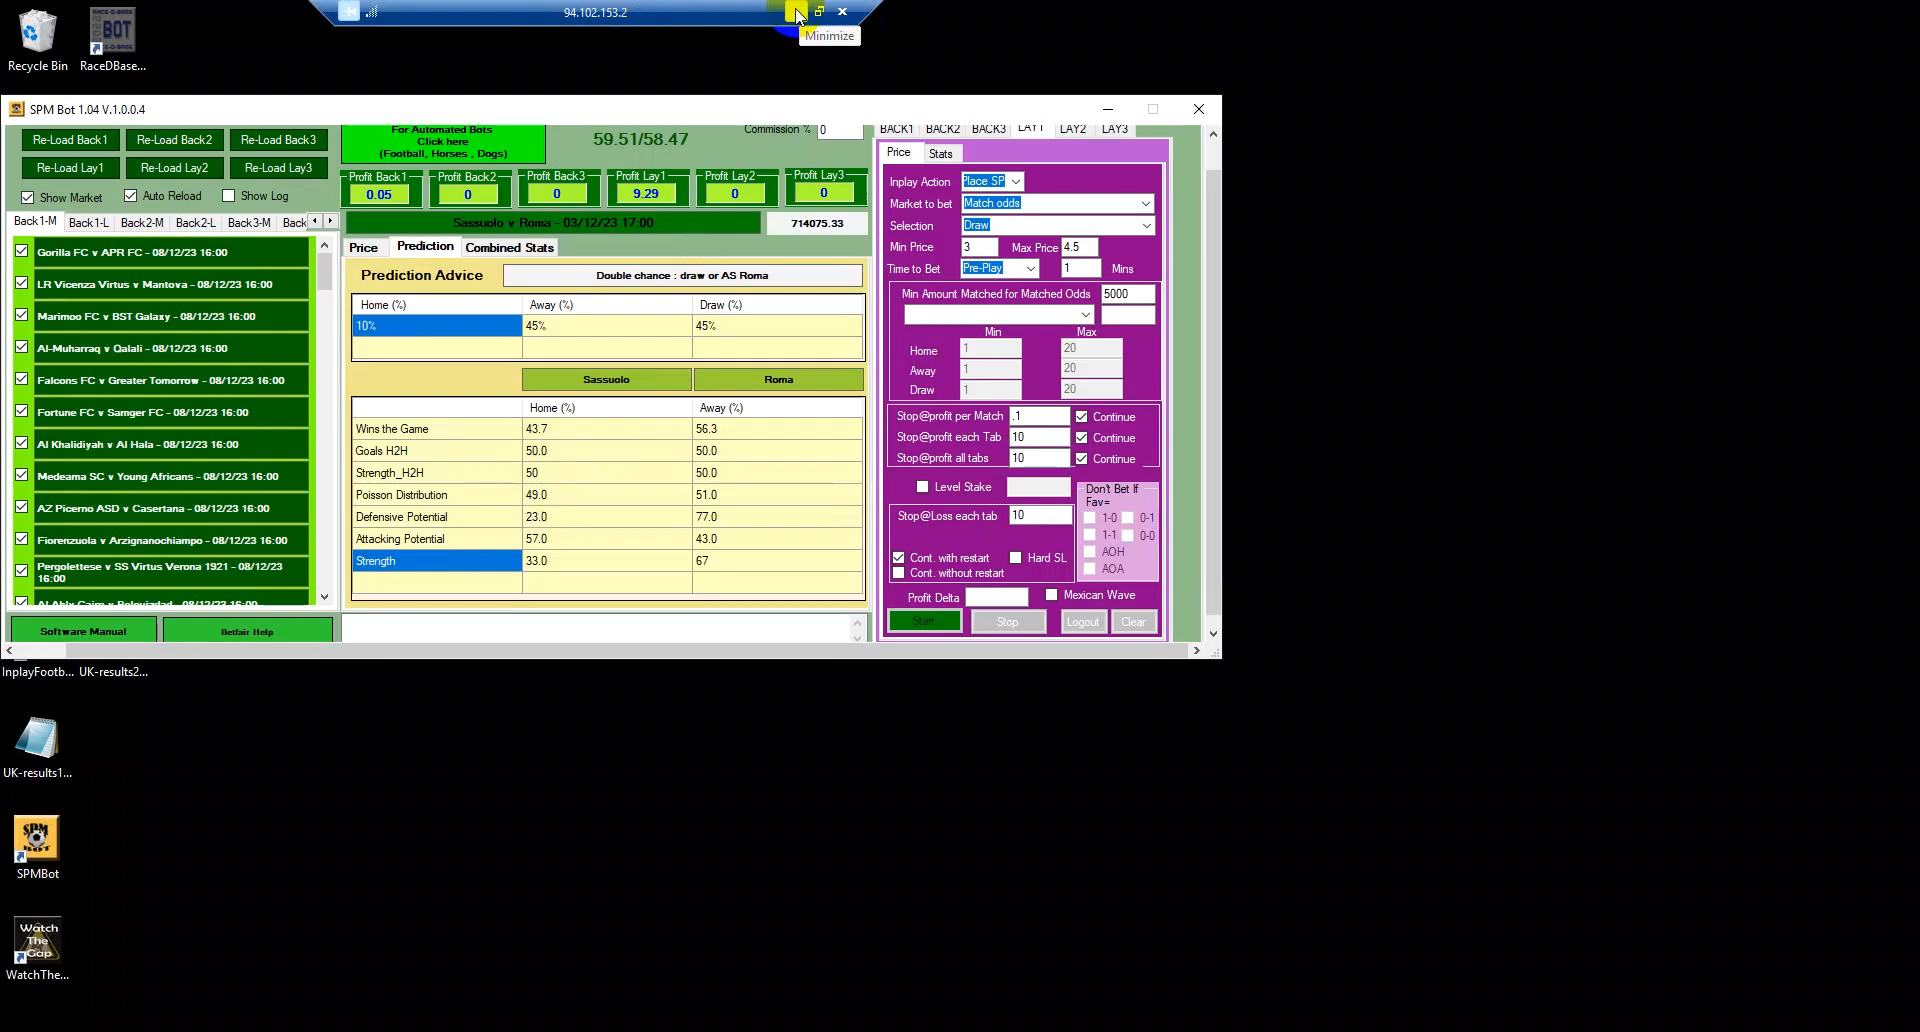 94.102.153.2
Minimize
Recycle Bin
RaceDBase...
SPM Bot 1.04 V.1.0.0.4
Re-Load Back1
Re-Load Back2
Re-Load Back3
Re-Load Lay1
Re-Load Lay2
Re-Load Lay3
Show Market
Auto Reload
Show Log
Back1-M
Back1-L
Back2-M
Back2-L
Back3-M
Back
Gorilla FC v APR FC - 08/12/23 16:00
LR Vicenza Virtus v Mantova - 08/12/23 16:00
Marimoo FC v BST Galaxy - 08/12/23 16:00
Al-Muharraq v Qalali - 08/12/23 16:00
Falcons FC v Greater Tomorrow - 08/12/23 16:00
Fortune FC v Samger FC - 08/12/23 16:00
Al Khalidiyah v Al Hala - 08/12/23 16:00
Medeama SC v Young Africans - 08/12/23 16:00
AZ Picerno ASD v Casertana - 08/12/23 16:00
Fiorenzuola v Arzignanochiampo - 08/12/23 16:00
Pergolettese v SS Virtus Verona 1921 - 08/12/23
16:00
Al Ahly Cairo v Belouizdad - 08/12/23 16:00
Software Manual
Betfair Help
For Automated Bots
Click here
(Football, Horses , Dogs)
59.51/58.47
Commission % 0
Profit Back1
0.05
Profit Back2
0
Profit Back3
0
Profit Lay1
9.29
Profit Lay2
0
Profit Lay3
0
Sassuolo v Roma - 03/12/23 17:00
714075.33
Price
Prediction
Combined Stats
Prediction Advice
Double chance : draw or AS Roma
Home (%) Away (%) Draw (%)
10% 45% 45%
Sassuolo
Roma
Home (%) Away (%)
Wins the Game 43.7 56.3
Goals H2H 50.0 50.0
Strength_H2H 50 50.0
Poisson Distribution 49.0 51.0
Defensive Potential 23.0 77.0
Attacking Potential 57.0 43.0
Strength 33.0 67
BACK1 BACK2 BACK3 LAY1 LAY2 LAY3
Price
Stats
Inplay Action Place SP
Market to bet Match odds
Selection Draw
Min Price 3 Max Price 4.5
Time to Bet Pre-Play 1 Mins
Min Amount Matched for Matched Odds 5000
Min Max
Home 1 20
Away 1 20
Draw 1 20
Stop@profit per Match .1 Continue
Stop@profit each Tab 10 Continue
Stop@profit all tabs 10 Continue
Level Stake
Don't Bet If
Fav=
1-0 0-1
1-1 0-0
AOH
AOA
Stop@Loss each tab 10
Cont. with restart
Hard SL
Cont. without restart
Profit Delta
Mexican Wave
Start
Stop
Logout
Clear
InplayFootb...
UK-results2...
UK-results1...
SPM
BOT
SPMBot
Watch
The
Gap
WatchThe...